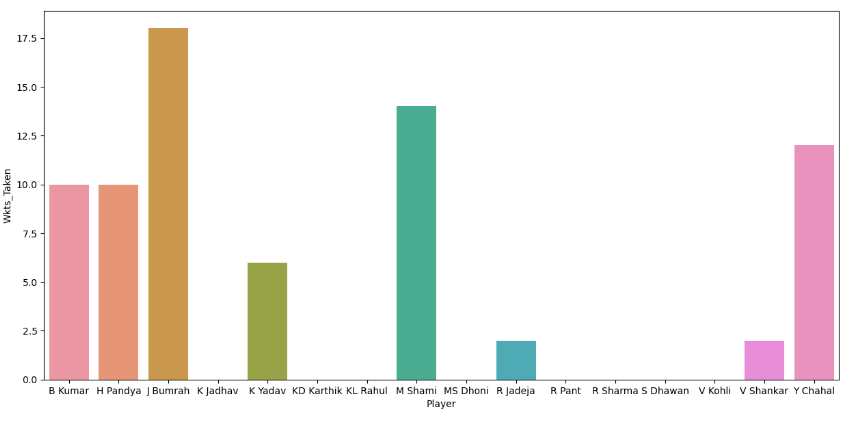 17.5
15.0
12.5
10.0
7.5
5.0
2.5
0.0
Wkts_Taken
B Kumar H Pandya J Bumrah K Jadhav K Yadav KD Karthik KL Rahul M Shami MS Dhoni R Jadeja R Pant R Sharma S Dhawan V Kohli V Shankar Y Chahal
Player